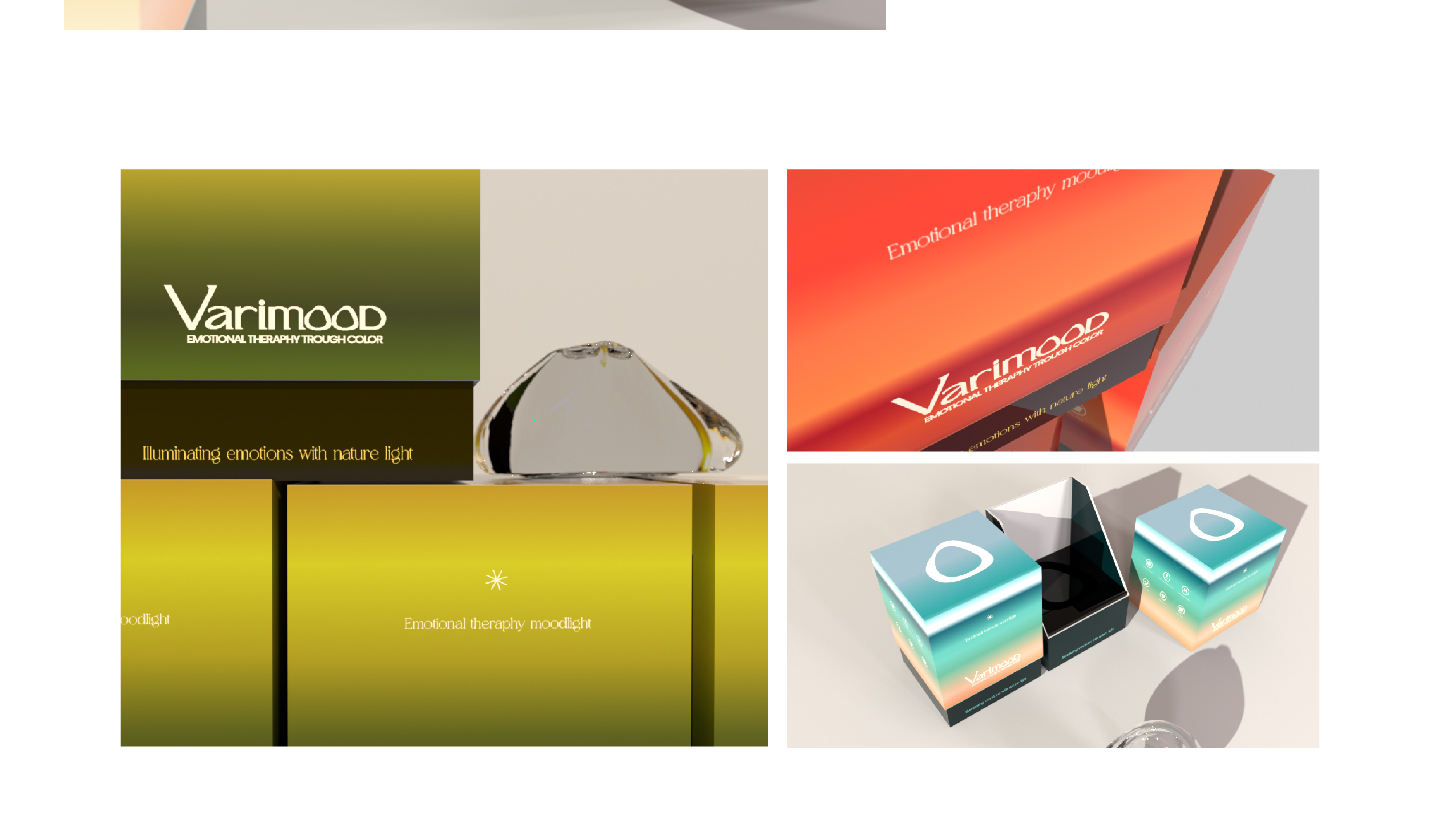 Varimood
EMOTIONAL THERAPHY TROUGH COLOR
Illuminating emotions with nature light
oodlight
Emotional theraphy moodlight
Emotional theraphy
Varimood
EMOTIONAL THERAPHY TROUGH COLOR
emotions with nature light
Varimood
Varimood